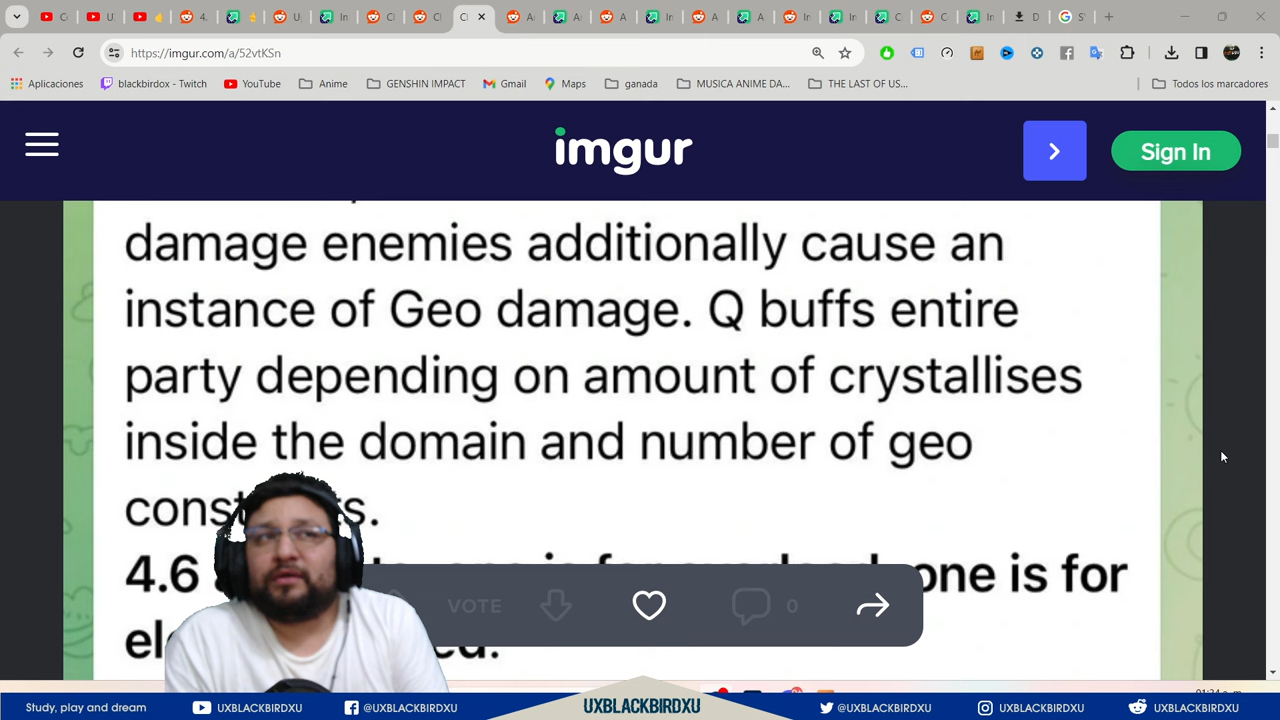 https://imgur.com/a/52vtKSn
Aplicaciones
blackbirdox - Twitch
YouTube
Anime
GENSHIN IMPACT
Gmail
Maps
ganada
MUSICA ANIME DA...
THE LAST OF US...
Todos los marcadores
imgur
Sign In
damage enemies additionally cause an
instance of Geo damage. Q buffs entire
party depending on amount of crystallises
inside the domain and number of geo
4.6
one is for
VOTE
0
Study, play and dream
UXBLACKBIRDXU
@UXBLACKBIRDXU
UXBLACKBIRDXU
@UXBLACKBIRDXU
UXBLACKBIRDXU
UXBLACKBIRDXU